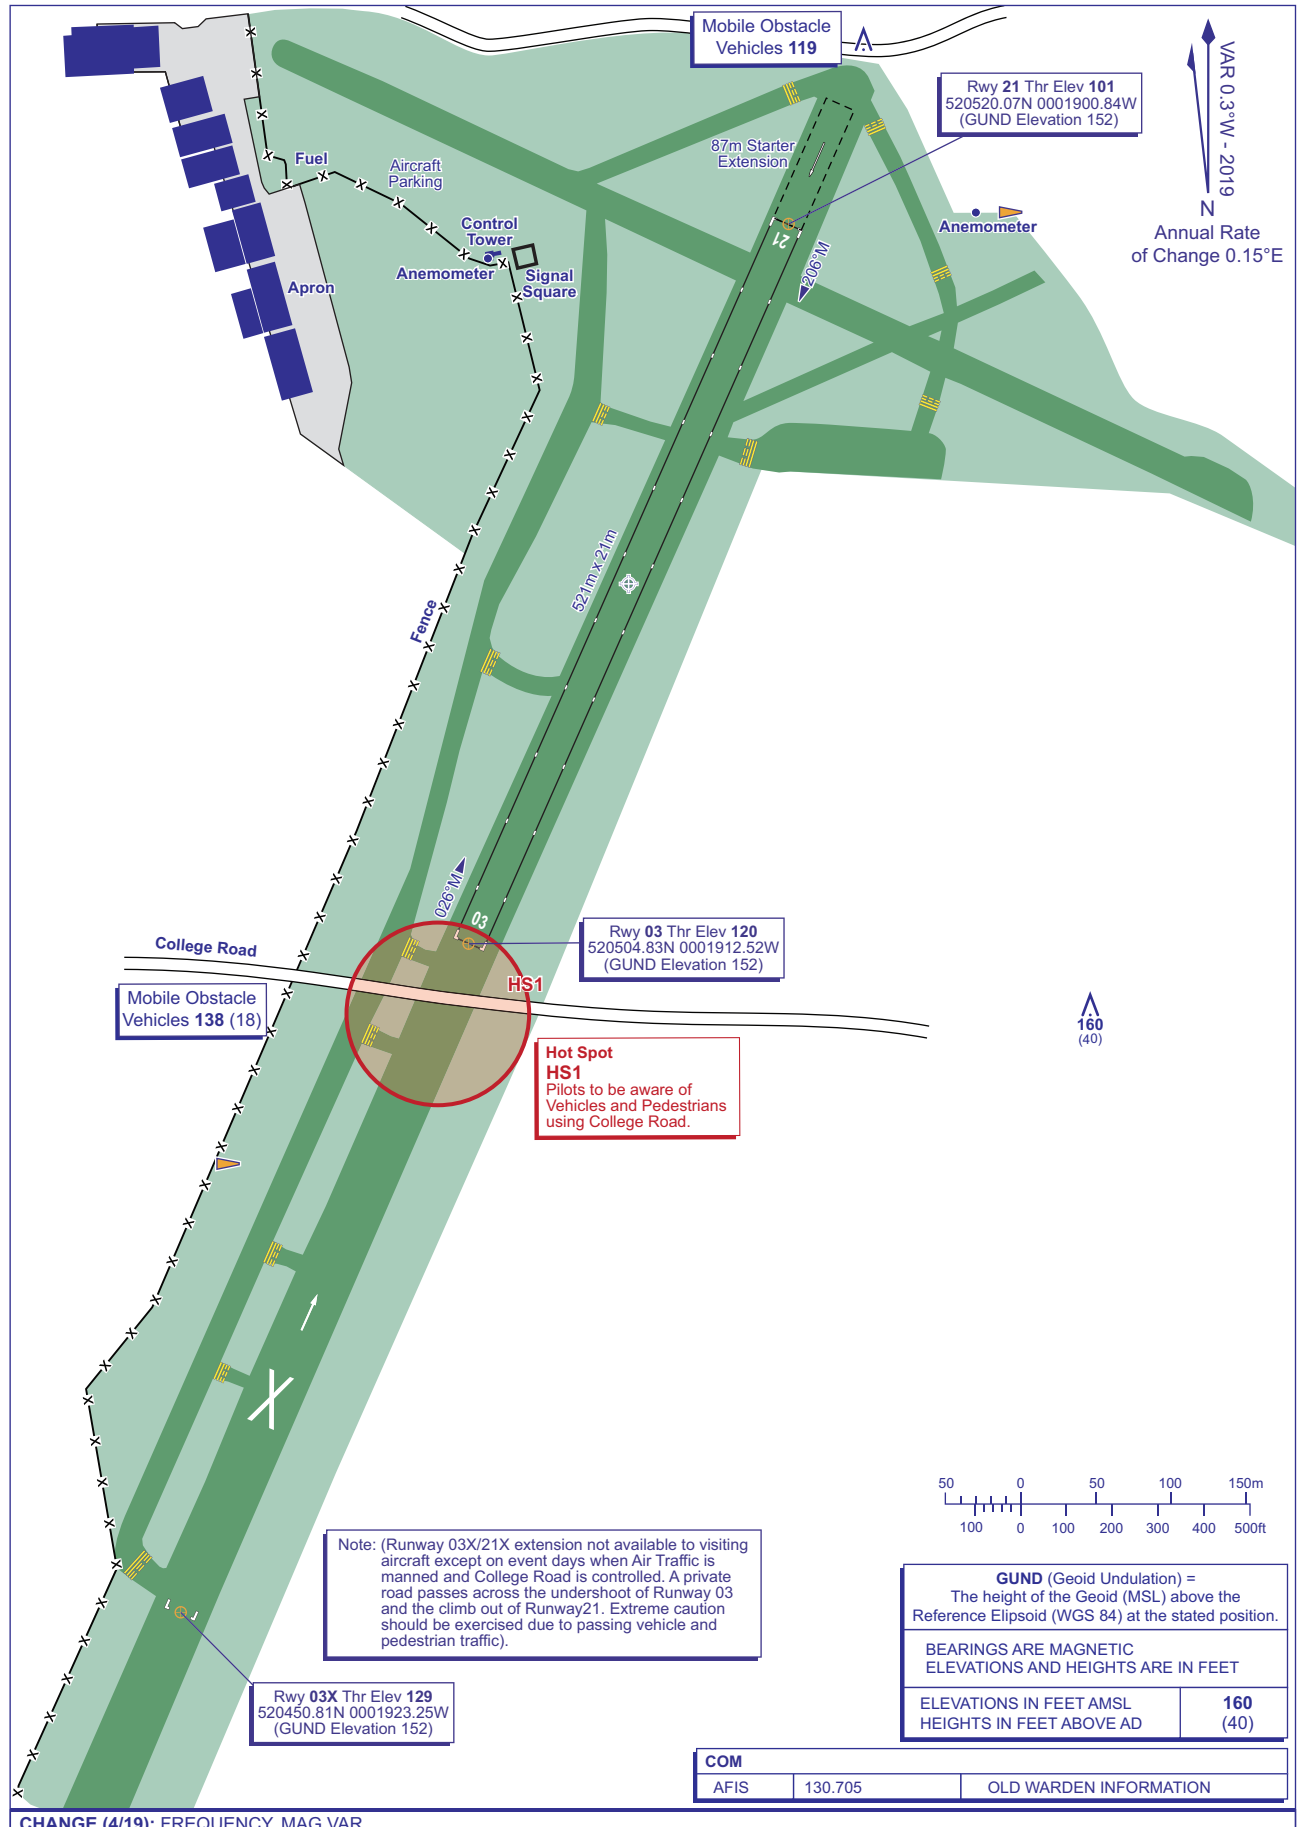 Mobile Obstacle
Vehicles 119
Rwy 21 Thr Elev 101
520520.07N 0001900.84W
(GUND Elevation 152)
VAR 0.3°W - 2019
N
Annual Rate
of Change 0.15°E
87m Starter
Extension
Fuel
Aircraft
Parking
Control
Tower
Anemometer
Signal
Square
Apron
Anemometer
21
206°M
521m x 21m
Fence
026°M
03
Rwy 03 Thr Elev 120
520504.83N 0001912.52W
(GUND Elevation 152)
College Road
HS1
Mobile Obstacle
Vehicles 138 (18)
160
(40)
Hot Spot
HS1
Pilots to be aware of
Vehicles and Pedestrians
using College Road.
50 0 50 100 150m
100 0 100 200 300 400 500ft
Note: (Runway 03X/21X extension not available to visiting
aircraft except on event days when Air Traffic is
manned and College Road is controlled. A private
road passes across the undershoot of Runway 03
and the climb out of Runway21. Extreme caution
should be exercised due to passing vehicle and
pedestrian traffic).
GUND (Geoid Undulation) =
The height of the Geoid (MSL) above the
Reference Elipsoid (WGS 84) at the stated position.
BEARINGS ARE MAGNETIC
ELEVATIONS AND HEIGHTS ARE IN FEET
ELEVATIONS IN FEET AMSL 160
HEIGHTS IN FEET ABOVE AD (40)
Rwy 03X Thr Elev 129
520450.81N 0001923.25W
(GUND Elevation 152)
COM
AFIS 130.705 OLD WARDEN INFORMATION
CHANGE (4/19): FREQUENCY. MAG VAR.